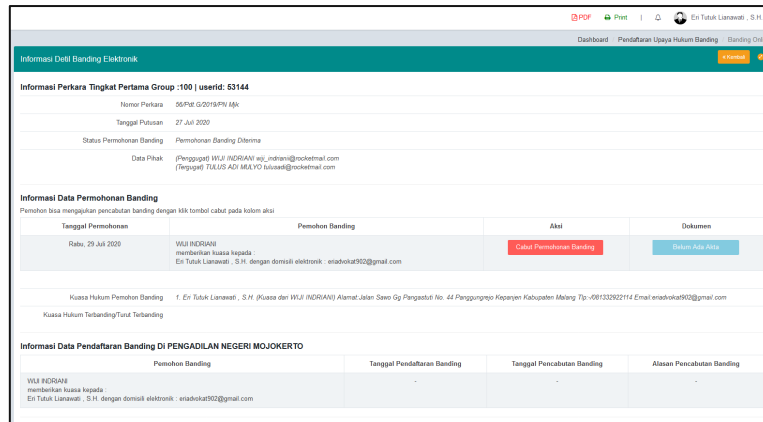 PDF Print | Eri Tutuk Lianawati , S.H.
Dashboard Pendaftaran Upaya Hukum Banding Banding Onl
Informasi Detil Banding Elektronik
« Kembali
Informasi Perkara Tingkat Pertama Group :100 | userid: 53144
Nomor Perkara 56/Pdt.G/2019/PN Mjk
Tanggal Putusan 27 Juli 2020
Status Permohonan Banding Permohonan Banding Diterima
Data Pihak (Penggugat) WIJI INDRIANI wiji_indriani@rocketmail.com
(Tergugat) TULUS ADI MULYO tulusadi@rocketmail.com
Informasi Data Permohonan Banding
Pemohon bisa mengajukan pencabutan banding dengan klik tombol cabut pada kolom aksi
Tanggal Permohonan Pemohon Banding Aksi Dokumen
Rabu, 29 Juli 2020 WIJI INDRIANI Cabut Permohonan Banding Belum Ada Akta
memberikan kuasa kepada :
Eri Tutuk Lianawati , S.H. dengan domisili elektronik : eriadvokat902@gmail.com
Kuasa Hukum Pemohon Banding 1. Eri Tutuk Lianawati , S.H. (Kuasa dari WIJI INDRIANI) Alamat:Jalan Sawo Gg Pangastuti No. 44 Panggungrejo Kepanjen Kabupaten Malang Tlp:-/081332922114 Email:eriadvokat902@gmail.com
Kuasa Hukum Terbanding/Turut Terbanding
Informasi Data Pendaftaran Banding Di PENGADILAN NEGERI MOJOKERTO
Pemohon Banding Tanggal Pendaftaran Banding Tanggal Pencabutan Banding Alasan Pencabutan Banding
WIJI INDRIANI - - -
memberikan kuasa kepada :
Eri Tutuk Lianawati , S.H. dengan domisili elektronik : eriadvokat902@gmail.com